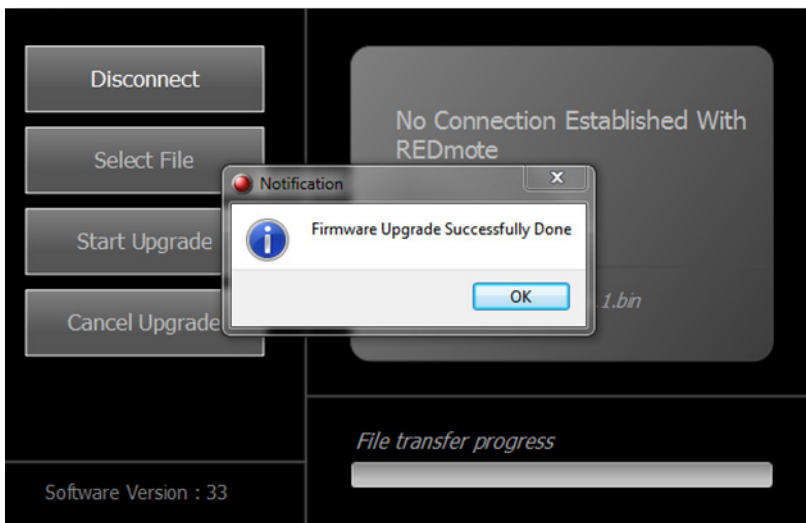 Disconnect
Select File
Start Upgrade
Cancel Upgrade
Software Version : 33
No Connection Established With
REDmote
Notification
Firmware Upgrade Successfully Done
OK
.1.bin
File transfer progress